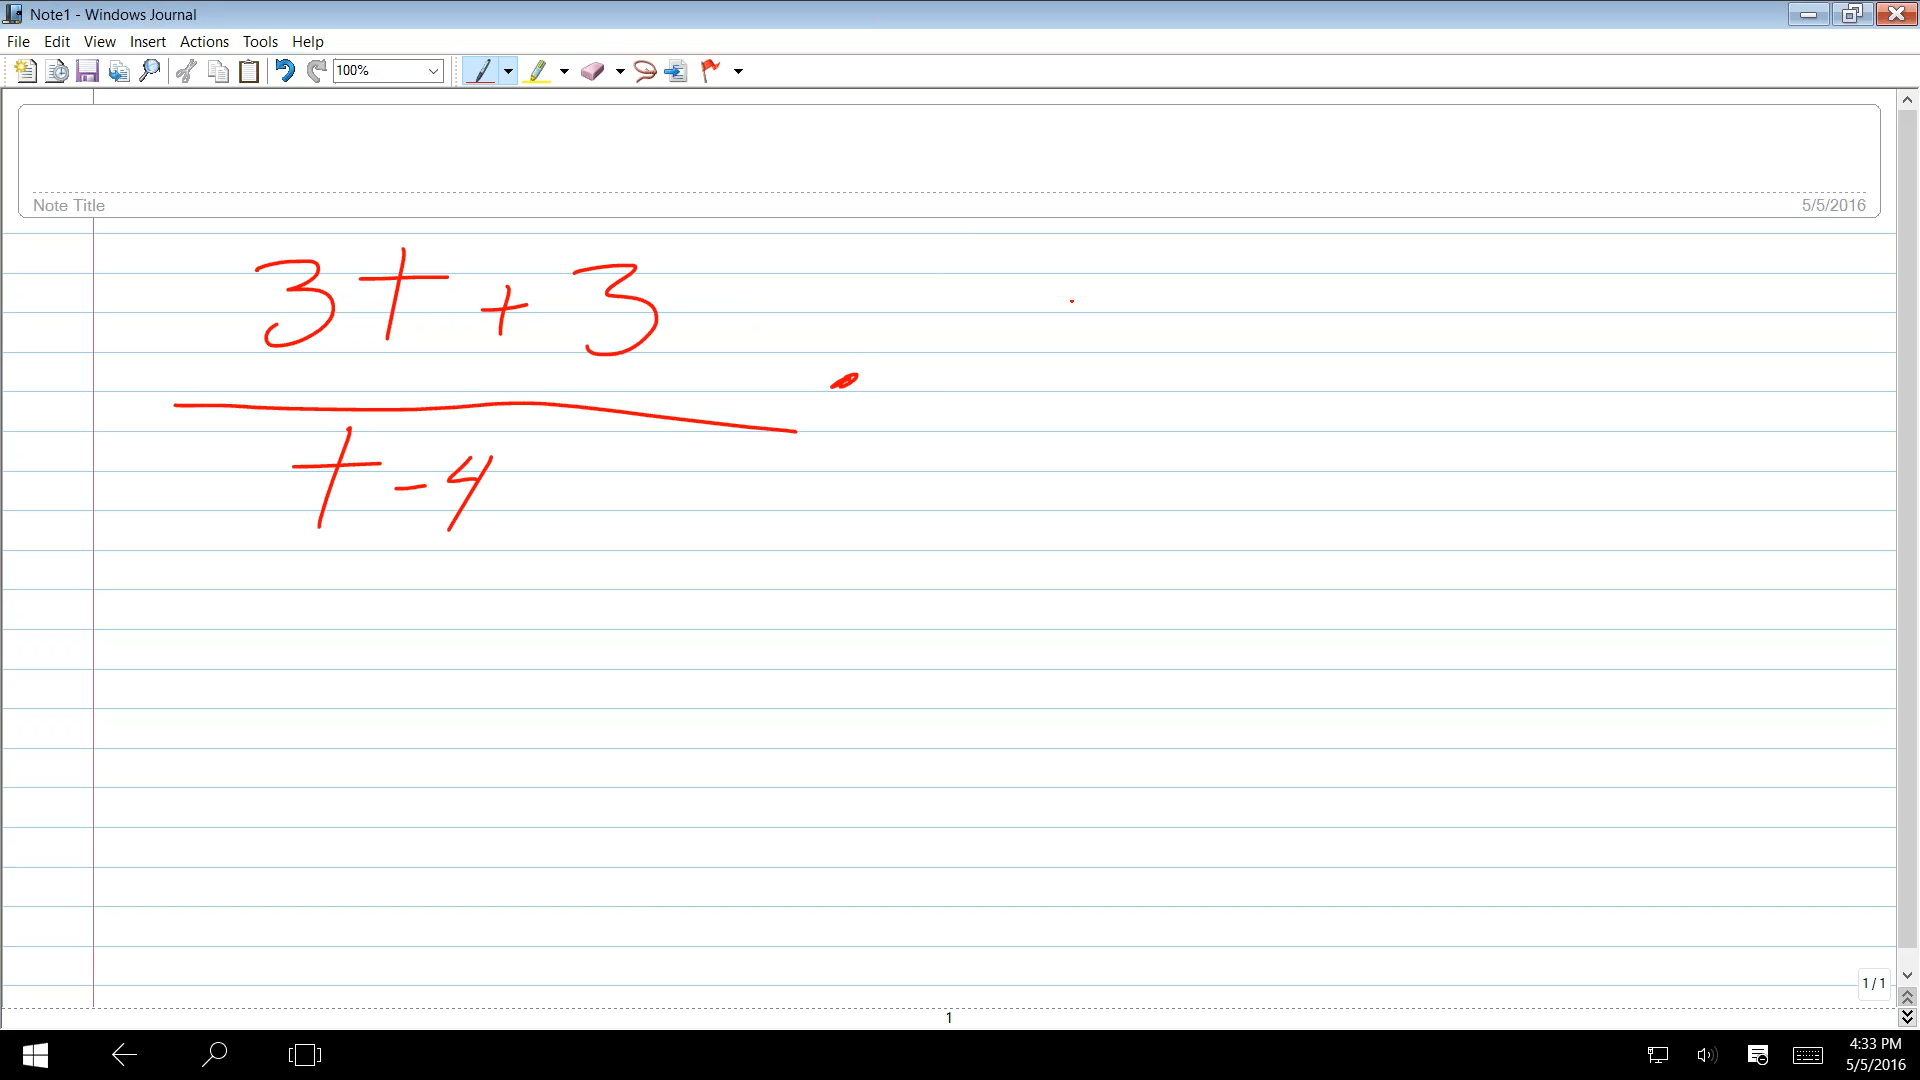 Note1 - Windows Journal
File Edit View Insert Actions Tools Help
100%
Note Title
5/5/2016
3t + 3
t - 4
.
1 / 1
1
4:33 PM
5/5/2016